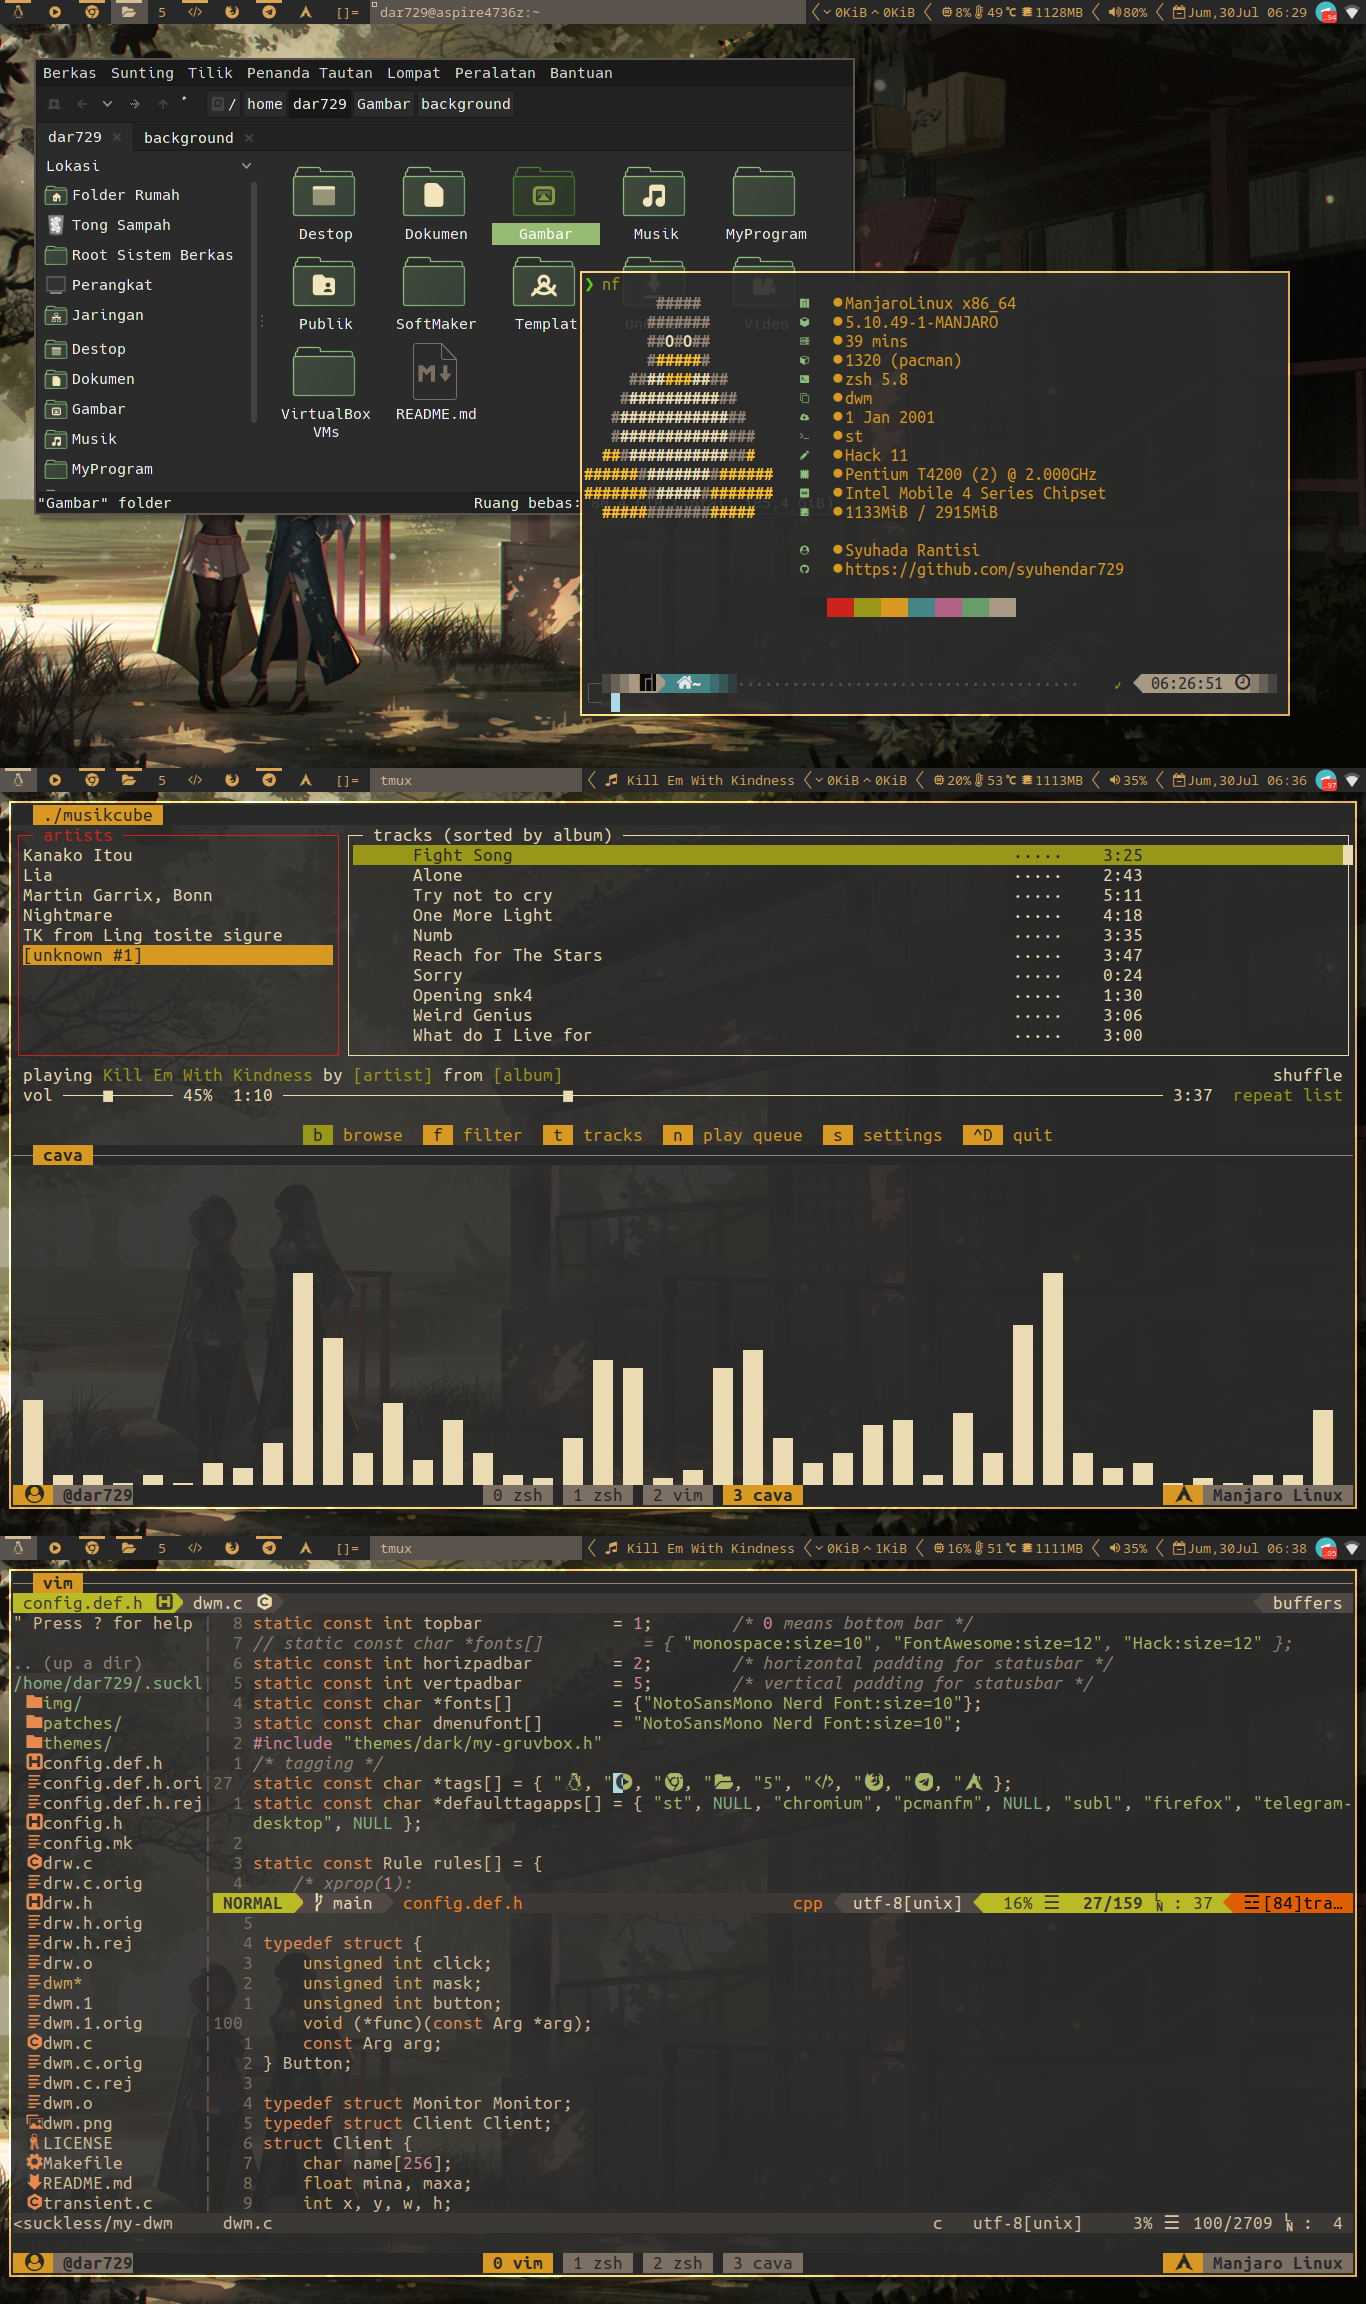 5 </> []= dar729@aspire4736z:~ 0KiB 0KiB 8% 49℃ 1128MB 80% Jum,30Jul 06:29
Berkas Sunting Tilik Penanda Tautan Lompat Peralatan Bantuan
/ home dar729 Gambar background
dar729 × background ×
Lokasi
Folder Rumah
Tong Sampah
Root Sistem Berkas
Perangkat
Jaringan
Destop
Dokumen
Gambar
Musik
MyProgram
Destop Dokumen Gambar Musik MyProgram
Publik SoftMaker Templat Video
VirtualBox VMs README.md
"Gambar" folder Ruang bebas:
❯ nf
ManjaroLinux x86_64
5.10.49-1-MANJARO
39 mins
1320 (pacman)
zsh 5.8
dwm
1 Jan 2001
st
Hack 11
Pentium T4200 (2) @ 2.000GHz
Intel Mobile 4 Series Chipset
1133MiB / 2915MiB
Syuhada Rantisi
https://github.com/syuhendar729
~ ✓ 06:26:51
5 </> []= tmux Kill Em With Kindness 0KiB 0KiB 20% 53℃ 1113MB 35% Jum,30Jul 06:36
./musikcube
artists
Kanako Itou
Lia
Martin Garrix, Bonn
Nightmare
TK from Ling tosite sigure
[unknown #1]
tracks (sorted by album)
Fight Song ····· 3:25
Alone ····· 2:43
Try not to cry ····· 5:11
One More Light ····· 4:18
Numb ····· 3:35
Reach for The Stars ····· 3:47
Sorry ····· 0:24
Opening snk4 ····· 1:30
Weird Genius ····· 3:06
What do I Live for ····· 3:00
playing Kill Em With Kindness by [artist] from [album] shuffle
vol 45% 1:10 3:37 repeat list
b browse f filter t tracks n play queue s settings ^D quit
cava
@dar729 0 zsh 1 zsh 2 vim 3 cava Manjaro Linux
5 </> []= tmux Kill Em With Kindness 0KiB 1KiB 16% 51℃ 1111MB 35% Jum,30Jul 06:38
vim
config.def.h dwm.c buffers
" Press ? for help
.. (up a dir)
/home/dar729/.suckl
img/
patches/
themes/
config.def.h
config.def.h.ori
config.def.h.rej
config.h
config.mk
drw.c
drw.c.orig
drw.h
drw.h.orig
drw.h.rej
drw.o
dwm*
dwm.1
dwm.1.orig
dwm.c
dwm.c.orig
dwm.c.rej
dwm.o
dwm.png
LICENSE
Makefile
README.md
transient.c
8 static const int topbar = 1; /* 0 means bottom bar */
7 // static const char *fonts[] = { "monospace:size=10", "FontAwesome:size=12", "Hack:size=12" };
6 static const int horizpadbar = 2; /* horizontal padding for statusbar */
5 static const int vertpadbar = 5; /* vertical padding for statusbar */
4 static const char *fonts[] = {"NotoSansMono Nerd Font:size=10"};
3 static const char dmenufont[] = "NotoSansMono Nerd Font:size=10";
2 #include "themes/dark/my-gruvbox.h"
1 /* tagging */
27 static const char *tags[] = { "", "", "", "", "5", "</>", "", "", "" };
1 static const char *defaulttagapps[] = { "st", NULL, "chromium", "pcmanfm", NULL, "subl", "firefox", "telegram-
desktop", NULL };
2
3 static const Rule rules[] = {
4 /* xprop(1):
NORMAL main config.def.h cpp utf-8[unix] 16% ☰ 27/159 : 37 [84]tra…
5
4 typedef struct {
3 unsigned int click;
2 unsigned int mask;
1 unsigned int button;
100 void (*func)(const Arg *arg);
1 const Arg arg;
2 } Button;
3
4 typedef struct Monitor Monitor;
5 typedef struct Client Client;
6 struct Client {
7 char name[256];
8 float mina, maxa;
9 int x, y, w, h;
<suckless/my-dwm dwm.c c utf-8[unix] 3% ☰ 100/2709 : 4
@dar729 0 vim 1 zsh 2 zsh 3 cava Manjaro Linux